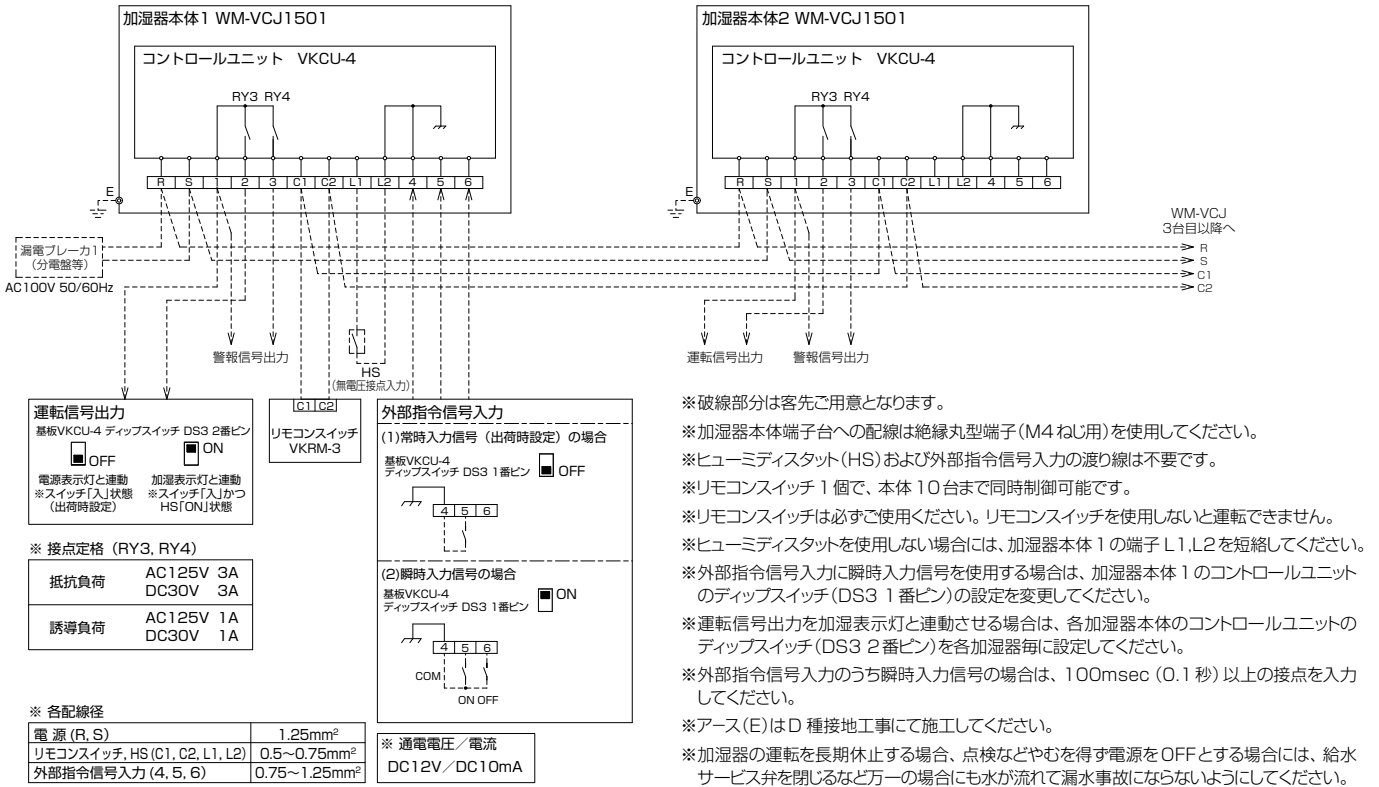 加湿器本体1 WM-VCJ1501
コントロールユニット VKCU-4
RY3 RY4
R S 1 2 3 C1 C2 L1 L2 4 5 6
E
加湿器本体2 WM-VCJ1501
コントロールユニット VKCU-4
RY3 RY4
R S 1 2 3 C1 C2 L1 L2 4 5 6
E
漏電ブレーカ1
（分電盤等）
AC100V 50/60Hz
WM-VCJ
3台目以降へ
R
S
C1
C2
警報信号出力
HS
（無電圧接点入力）
運転信号出力
警報信号出力
運転信号出力
基板VKCU-4 ディップスイッチ DS3 2番ピン
OFF
ON
電源表示灯と連動
※スイッチ「入」状態
（出荷時設定）
加湿表示灯と連動
※スイッチ「入」かつ
HS「ON」状態
※ 接点定格（RY3, RY4）
抵抗負荷 AC125V 3A
DC30V 3A
誘導負荷 AC125V 1A
DC30V 1A
※ 各配線径
電 源 (R, S) 1.25mm²
リモコンスイッチ, HS (C1, C2, L1, L2) 0.5〜0.75mm²
外部指令信号入力 (4, 5, 6) 0.75〜1.25mm²
C1 C2
リモコンスイッチ
VKRM-3
外部指令信号入力
(1)常時入力信号（出荷時設定）の場合
基板VKCU-4
ディップスイッチ DS3 1番ピン
OFF
4 5 6
(2)瞬時入力信号の場合
基板VKCU-4
ディップスイッチ DS3 1番ピン
ON
4 5 6
COM
ON OFF
※ 通電電圧／電流
DC12V／DC10mA
※破線部分は客先ご用意となります。
※加湿器本体端子台への配線は絶縁丸型端子（M4ねじ用）を使用してください。
※ヒューミディスタット（HS）および外部指令信号入力の渡り線は不要です。
※リモコンスイッチ1個で、本体10台まで同時制御可能です。
※リモコンスイッチは必ずご使用ください。リモコンスイッチを使用しないと運転できません。
※ヒューミディスタットを使用しない場合には、加湿器本体1の端子L1,L2を短絡してください。
※外部指令信号入力に瞬時入力信号を使用する場合は、加湿器本体1のコントロールユニット
のディップスイッチ（DS3 1番ピン）の設定を変更してください。
※運転信号出力を加湿表示灯と連動させる場合は、各加湿器本体のコントロールユニットの
ディップスイッチ（DS3 2番ピン）を各加湿器毎に設定してください。
※外部指令信号入力のうち瞬時入力信号の場合は、100msec（0.1秒）以上の接点を入力
してください。
※アース（E）はD種接地工事にて施工してください。
※加湿器の運転を長期休止する場合、点検などやむを得ず電源をOFFとする場合には、給水
サービス弁を閉じるなど万一の場合にも水が流れて漏水事故にならないようにしてください。